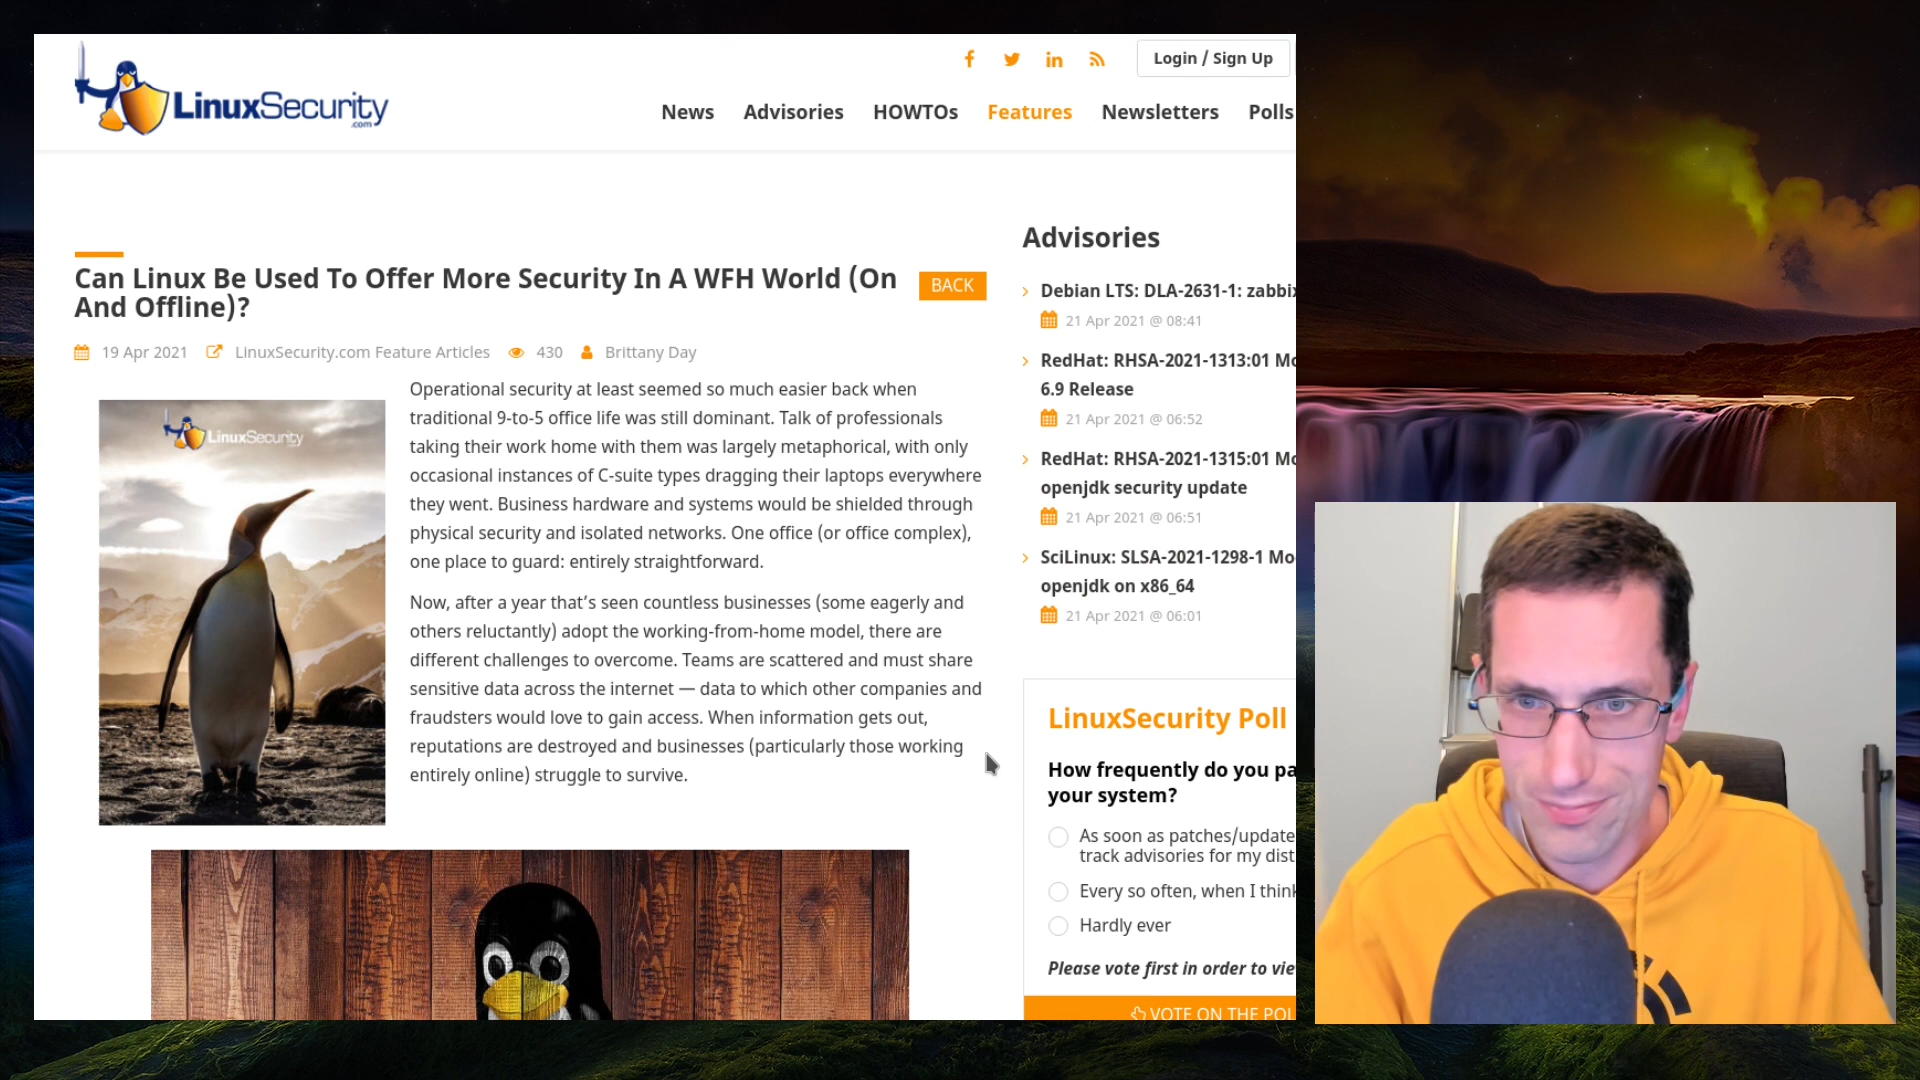 LinuxSecurity
.com
Login / Sign Up
News Advisories HOWTOs Features Newsletters Polls
Can Linux Be Used To Offer More Security In A WFH World (On
And Offline)?
BACK
19 Apr 2021 LinuxSecurity.com Feature Articles 430 Brittany Day
LinuxSecurity
Operational security at least seemed so much easier back when
traditional 9-to-5 office life was still dominant. Talk of professionals
taking their work home with them was largely metaphorical, with only
occasional instances of C-suite types dragging their laptops everywhere
they went. Business hardware and systems would be shielded through
physical security and isolated networks. One office (or office complex),
one place to guard: entirely straightforward.
Now, after a year that’s seen countless businesses (some eagerly and
others reluctantly) adopt the working-from-home model, there are
different challenges to overcome. Teams are scattered and must share
sensitive data across the internet — data to which other companies and
fraudsters would love to gain access. When information gets out,
reputations are destroyed and businesses (particularly those working
entirely online) struggle to survive.
Advisories
Debian LTS: DLA-2631-1: zabbix
21 Apr 2021 @ 08:41
RedHat: RHSA-2021-1313:01 Mo
6.9 Release
21 Apr 2021 @ 06:52
RedHat: RHSA-2021-1315:01 Mo
openjdk security update
21 Apr 2021 @ 06:51
SciLinux: SLSA-2021-1298-1 Mo
openjdk on x86_64
21 Apr 2021 @ 06:01
LinuxSecurity Poll
How frequently do you pa
your system?
As soon as patches/update
track advisories for my dist
Every so often, when I think
Hardly ever
Please vote first in order to vie
VOTE ON THE POL